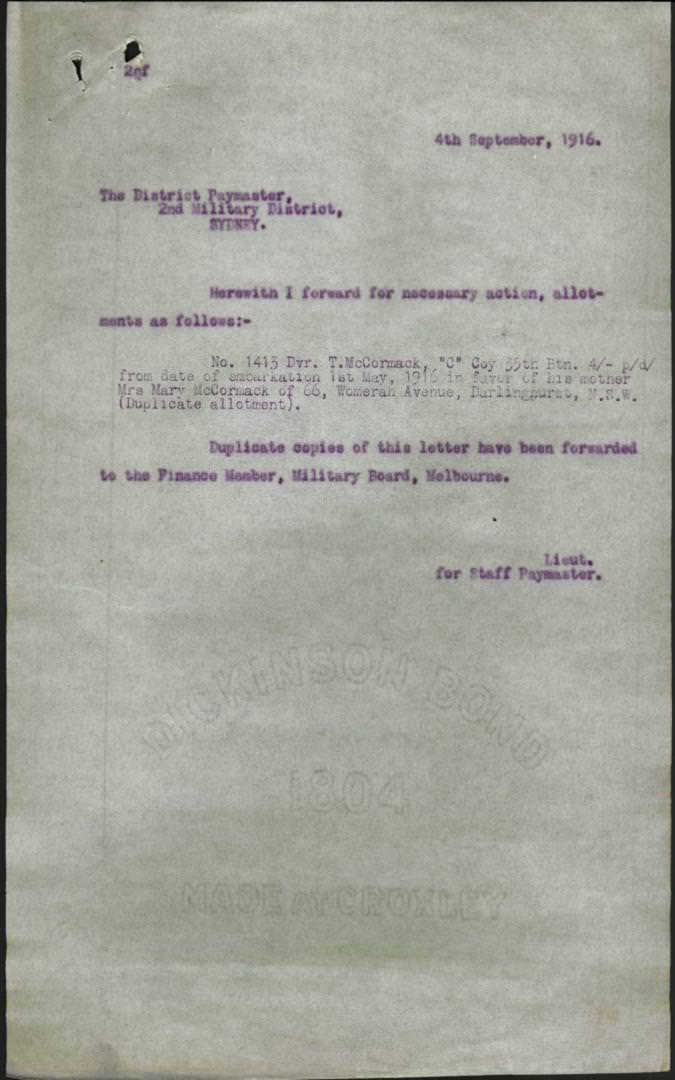 4th September, 1916.
The District Paymaster,
2nd Military District,
SYDNEY.
Herewith I forward for necessary action, allot-
ments as follows:-
No. 1413 Dvr. T.McCormack, "C" Coy 35th Btn. 4/- p/d/
from date of embarkation 1st May, 1916 in favor of his mother
Mrs Mary McCormack of 66, Womerah Avenue, Darlinghurst, N.S.W.
(Duplicate allotment).
Duplicate copies of this letter have been forwarded
to the Finance Member, Military Board, Melbourne.
Lieut.
for Staff Paymaster.
DICKINSON BOND
1804
MADE AT CROXLEY